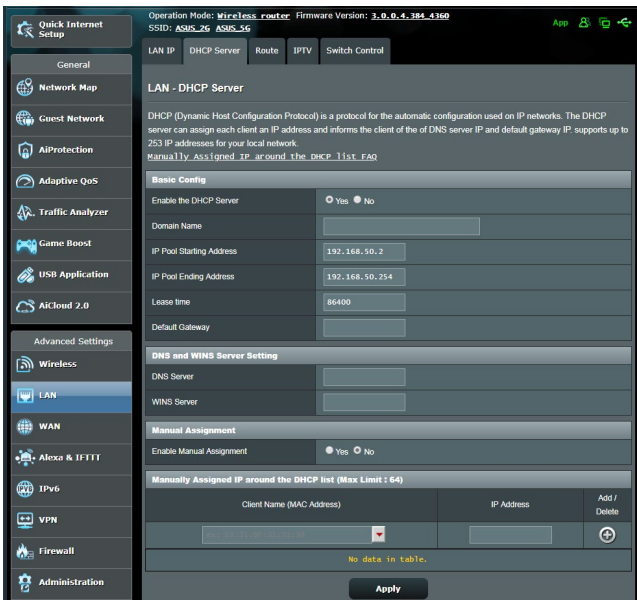 Quick Internet
Setup
Operation Mode: Wireless router Firmware Version: 3.0.0.4.384_4360
SSID: ASUS_2G ASUS_5G
App
LAN IP DHCP Server Route IPTV Switch Control
General
Network Map
Guest Network
AiProtection
Adaptive QoS
Traffic Analyzer
Game Boost
USB Application
AiCloud 2.0
Advanced Settings
Wireless
LAN
WAN
Alexa & IFTTT
IPv6
VPN
Firewall
Administration
LAN - DHCP Server
DHCP (Dynamic Host Configuration Protocol) is a protocol for the automatic configuration used on IP networks. The DHCP
server can assign each client an IP address and informs the client of the of DNS server IP and default gateway IP. supports up to
253 IP addresses for your local network.
Manually Assigned IP around the DHCP list FAQ
Basic Config
Enable the DHCP Server Yes No
Domain Name
IP Pool Starting Address 192.168.50.2
IP Pool Ending Address 192.168.50.254
Lease time 86400
Default Gateway
DNS and WINS Server Setting
DNS Server
WINS Server
Manual Assignment
Enable Manual Assignment Yes No
Manually Assigned IP around the DHCP list (Max Limit : 64)
Client Name (MAC Address) IP Address Add /
Delete
No data in table.
Apply